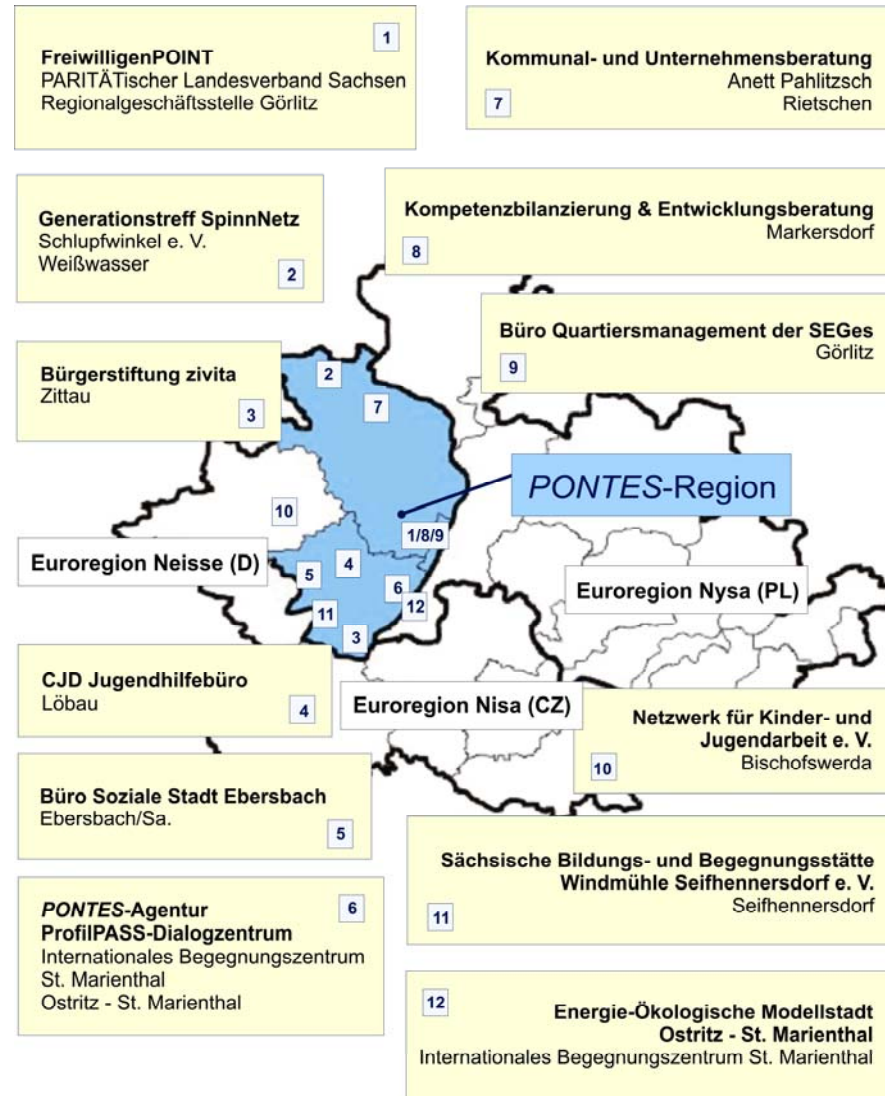 1
FreiwilligenPOINT
PARITÄTischer Landesverband Sachsen
Regionalgeschäftsstelle Görlitz
Kommunal- und Unternehmensberatung
Anett Pahlitzsch
7
Rietschen
Generationstreff SpinnNetz
Schlupfwinkel e. V.
Weißwasser
2
Kompetenzbilanzierung & Entwicklungsberatung
Markersdorf
8
Büro Quartiersmanagement der SEGes
Görlitz
9
Bürgerstiftung zivita
Zittau
3
2
7
PONTES-Region
10
1/8/9
Euroregion Neisse (D)
4
5
6
12
11
3
Euroregion Nysa (PL)
CJD Jugendhilfebüro
Löbau
4
Euroregion Nisa (CZ)
Netzwerk für Kinder- und
Jugendarbeit e. V.
Bischofswerda
10
Büro Soziale Stadt Ebersbach
Ebersbach/Sa.
5
Sächsische Bildungs- und Begegnungsstätte
Windmühle Seifhennersdorf e. V.
Seifhennersdorf
11
PONTES-Agentur
6
ProfilPASS-Dialogzentrum
Internationales Begegnungszentrum
St. Marienthal
Ostritz - St. Marienthal
12
Energie-Ökologische Modellstadt
Ostritz - St. Marienthal
Internationales Begegnungszentrum St. Marienthal